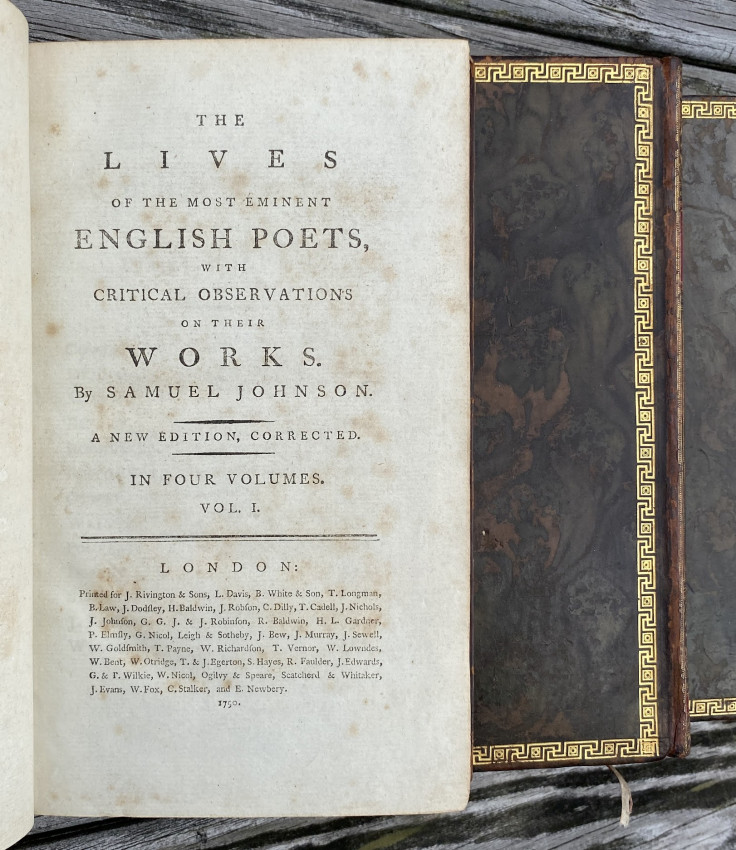 THE
LIVES
OF THE MOST EMINENT
ENGLISH POETS,
WITH
CRITICAL OBSERVATIONS
ON THEIR
WORKS.
By SAMUEL JOHNSON.
A NEW EDITION, CORRECTED.
IN FOUR VOLUMES.
VOL. I.
LONDON:
Printed for J. Rivington & Sons, L. Davis, B. White & Son, T. Longman,
B. Law, J. Dodſley, H. Baldwin, J. Robſon, C. Dilly, T. Cadell, J. Nichols,
J. Johnſon, G. G. J. & J. Robinſon, R. Baldwin, H. L. Gardner,
P. Elmſly, G. Nicol, Leigh & Sotheby, J. Bew, J. Murray, J. Sewell,
W. Goldſmith, T. Payne, W. Richardſon, T. Vernor, W. Lowndes,
W. Bent, W. Otridge, T. & J. Egerton, S. Hayes, R. Faulder, J. Edwards,
G. & T. Wilkie, W. Nicol, Ogilvy & Speare, Scatcherd & Whitaker,
J. Evans, W. Fox, C. Stalker, and E. Newbery.
1790.